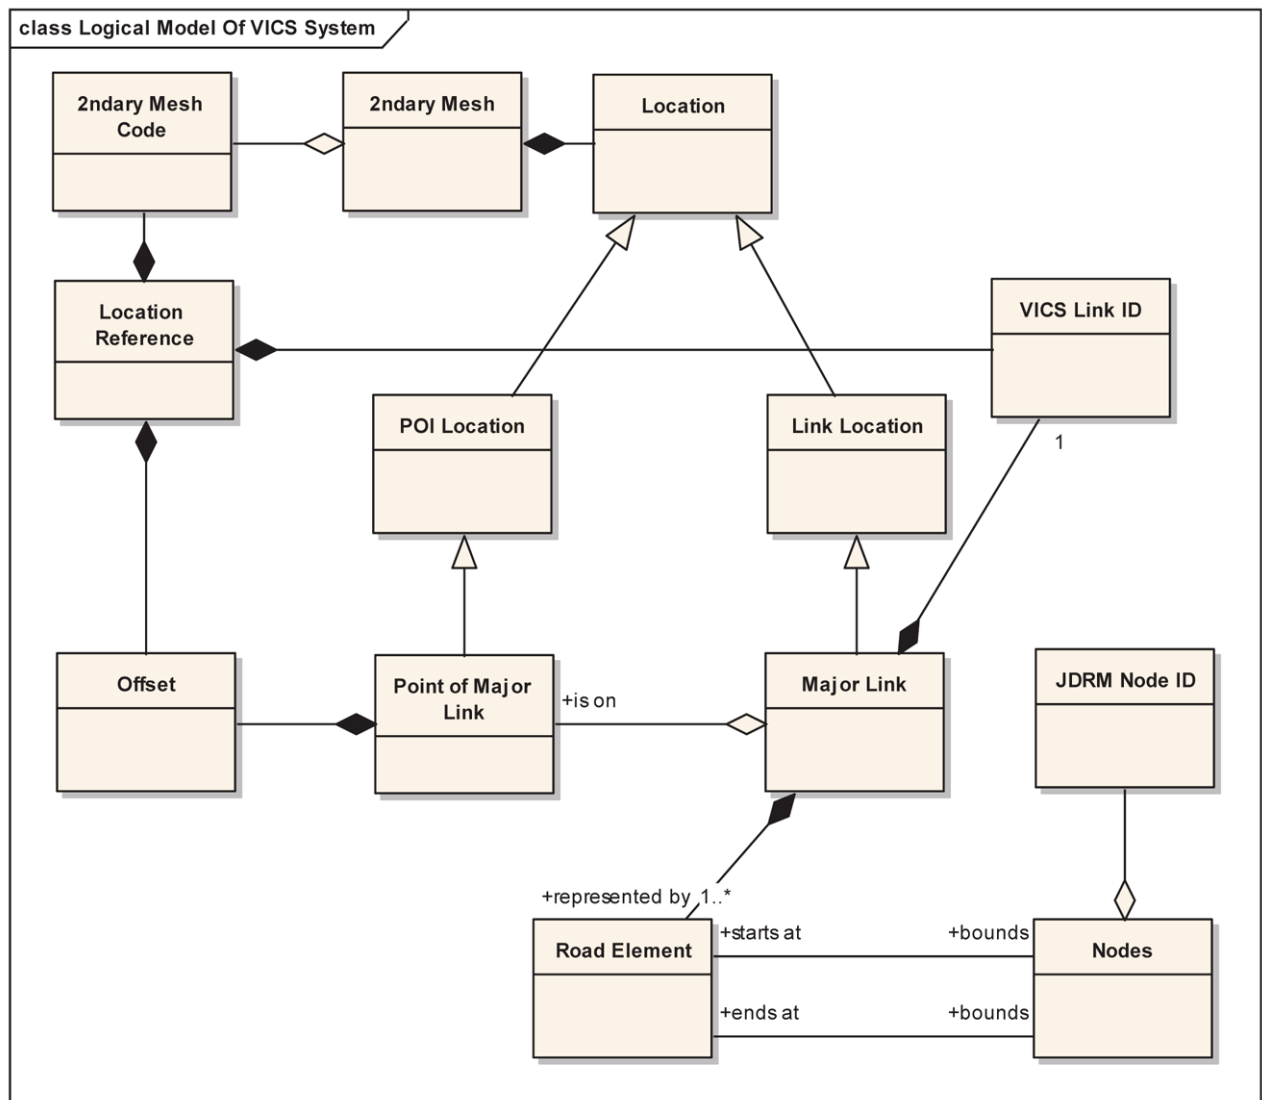 class Logical Model Of VICS System
2ndary Mesh
Code
2ndary Mesh
Location
Location
Reference
VICS Link ID
POI Location
Link Location
1
Offset
Point of Major
Link
+is on
Major Link
JDRM Node ID
+represented by 1..*
Road Element
+starts at
+bounds
Nodes
+ends at
+bounds